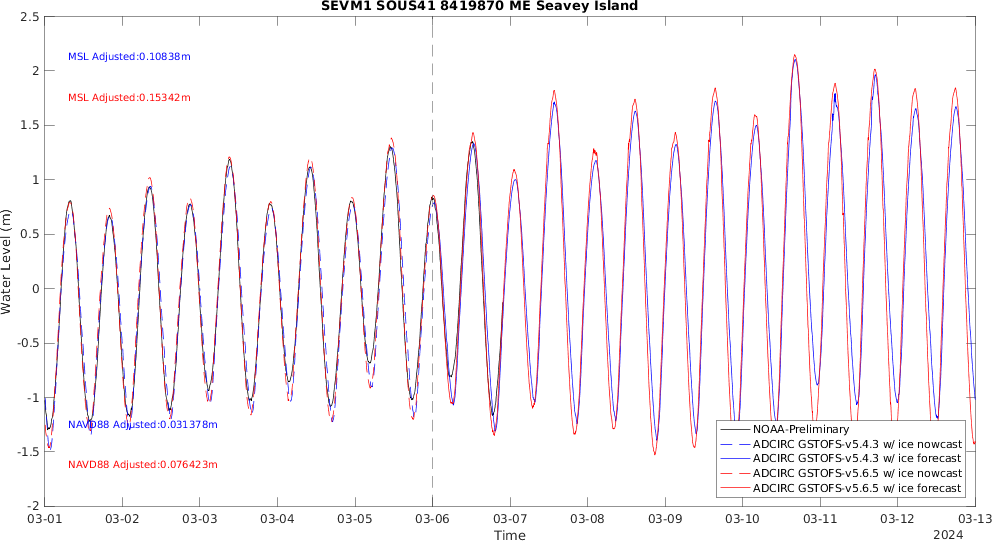 SEVM1 SOUS41 8419870 ME Seavey Island
MSL Adjusted:0.10838m
MSL Adjusted:0.15342m
NAVD88 Adjusted:0.031378m
NAVD88 Adjusted:0.076423m
Water Level (m)
2.5
2
1.5
1
0.5
0
-0.5
-1
-1.5
-2
NOAA-Preliminary
ADCIRC GSTOFS-v5.4.3 w/ ice nowcast
ADCIRC GSTOFS-v5.4.3 w/ ice forecast
ADCIRC GSTOFS-v5.6.5 w/ ice nowcast
ADCIRC GSTOFS-v5.6.5 w/ ice forecast
03-01 03-02 03-03 03-04 03-05 03-06 03-07 03-08 03-09 03-10 03-11 03-12 03-13
Time
2024